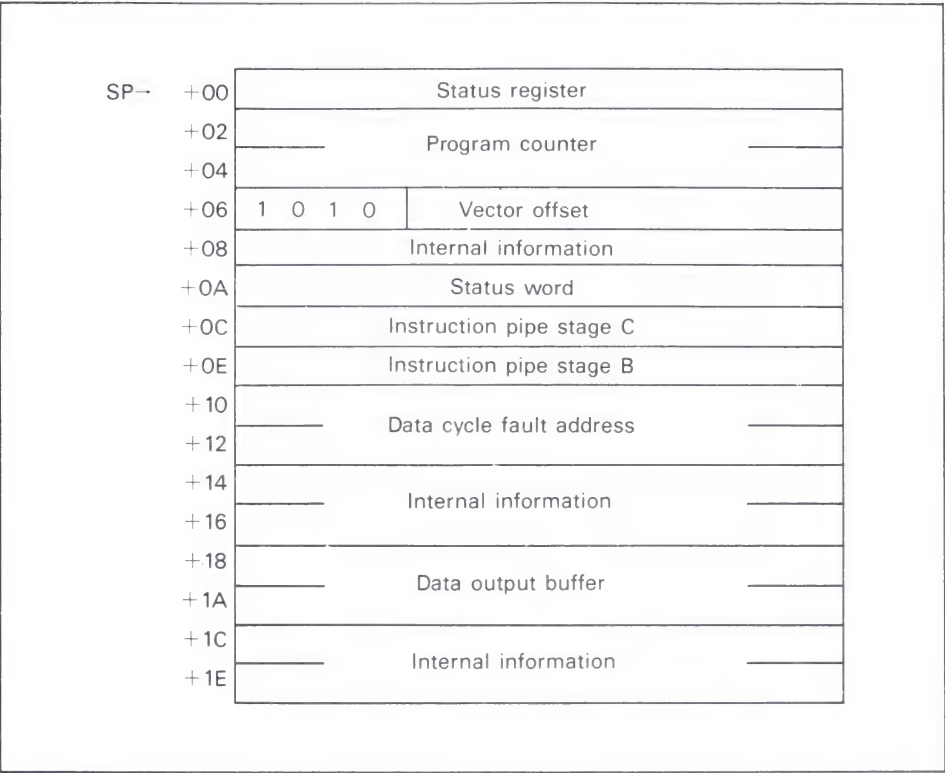 SP→ +00 Status register
+02
Program counter
+04
+06 1 0 1 0 Vector offset
+08 Internal information
+0A Status word
+0C Instruction pipe stage C
+0E Instruction pipe stage B
+10
Data cycle fault address
+12
+14
Internal information
+16
+18
Data output buffer
+1A
+1C
Internal information
+1E